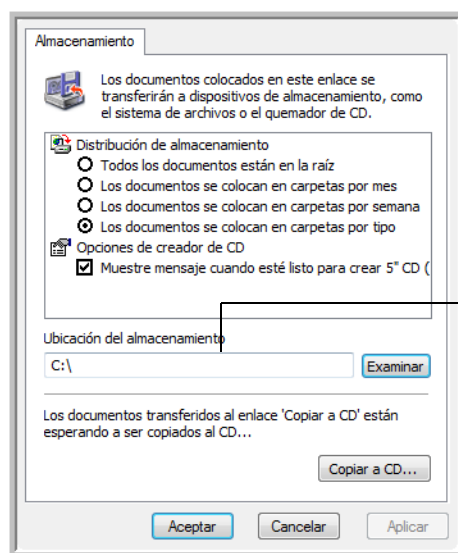 Almacenamiento
Los documentos colocados en este enlace se
transferirán a dispositivos de almacenamiento, como
el sistema de archivos o el quemador de CD.
Distribución de almacenamiento
Todos los documentos están en la raíz
Los documentos se colocan en carpetas por mes
Los documentos se colocan en carpetas por semana
Los documentos se colocan en carpetas por tipo
Opciones de creador de CD
Muestre mensaje cuando esté listo para crear 5" CD (
Ubicación del almacenamiento
C:\
Examinar
Los documentos transferidos al enlace 'Copiar a CD' están
esperando a ser copiados al CD...
Copiar a CD...
Aceptar
Cancelar
Aplicar